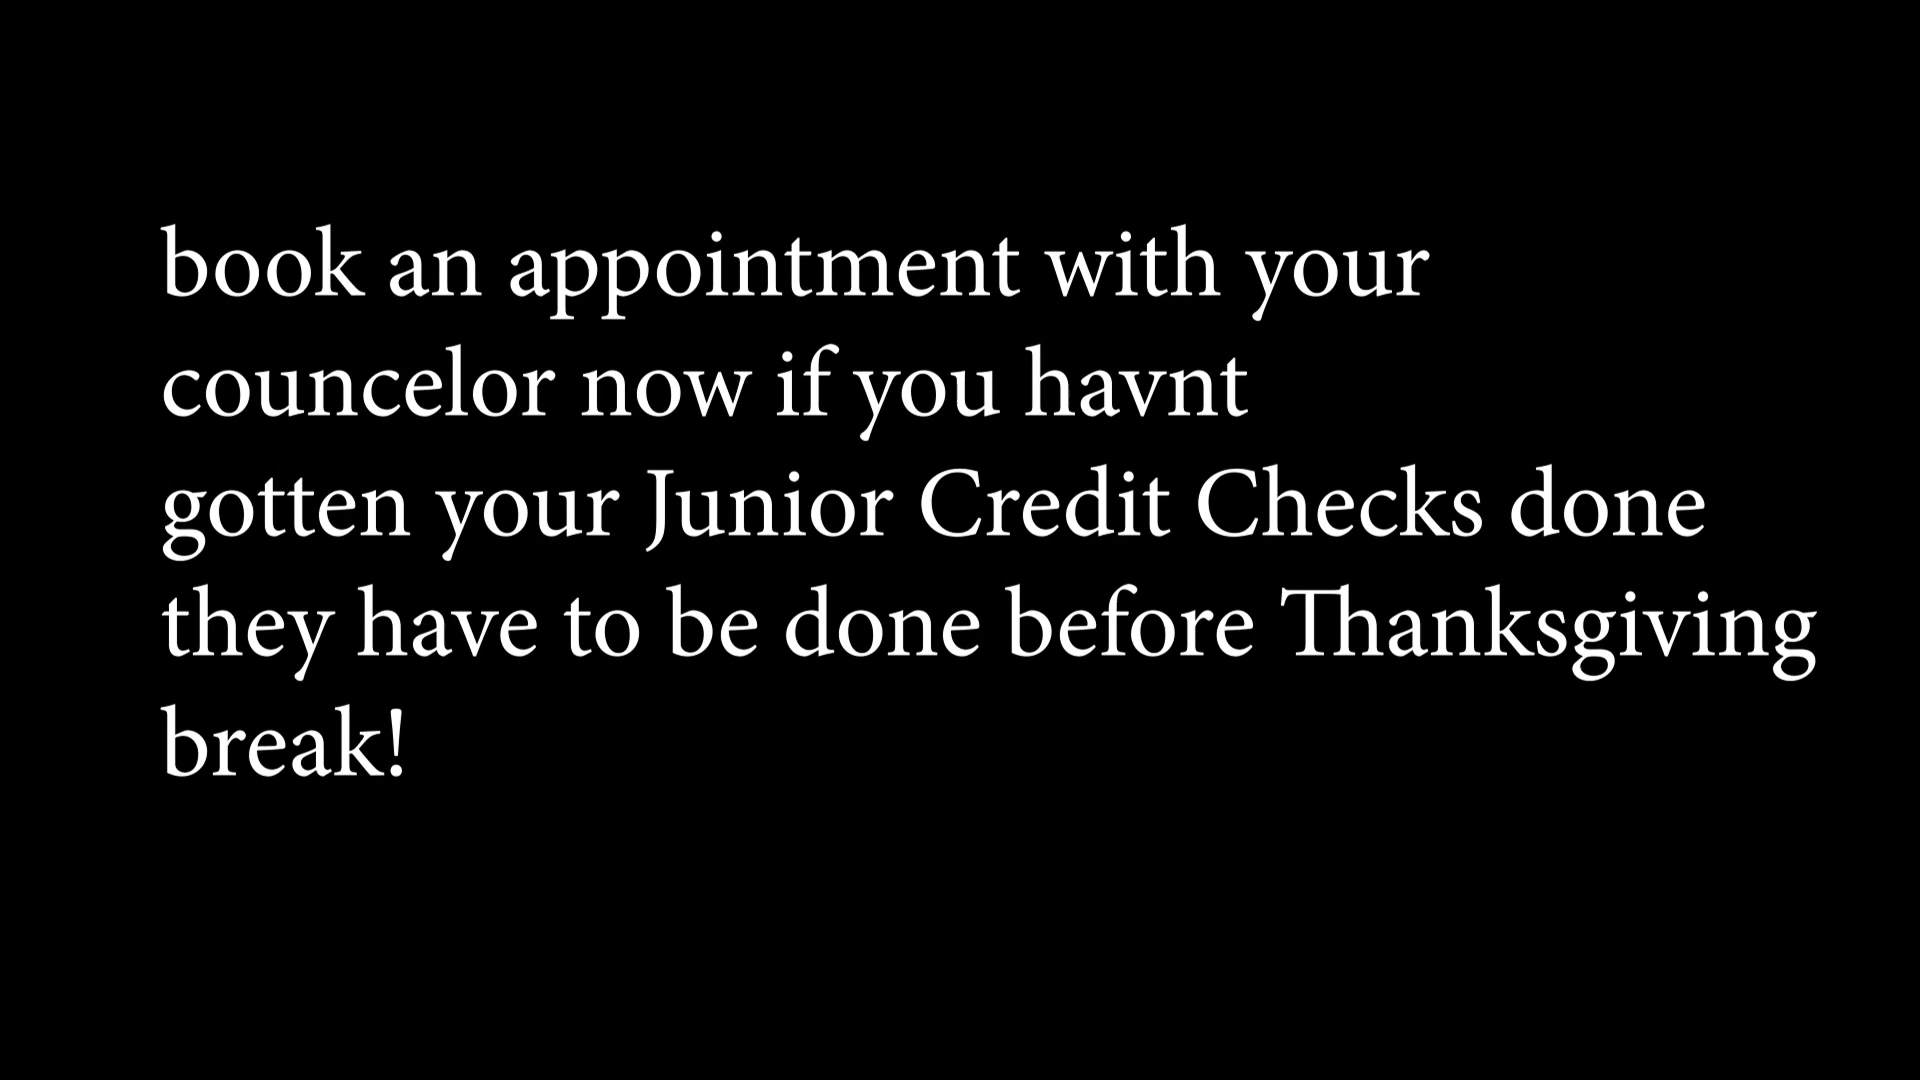 book an appointment with your
councelor now if you havnt
gotten your Junior Credit Checks done
they have to be done before Thanksgiving
break!